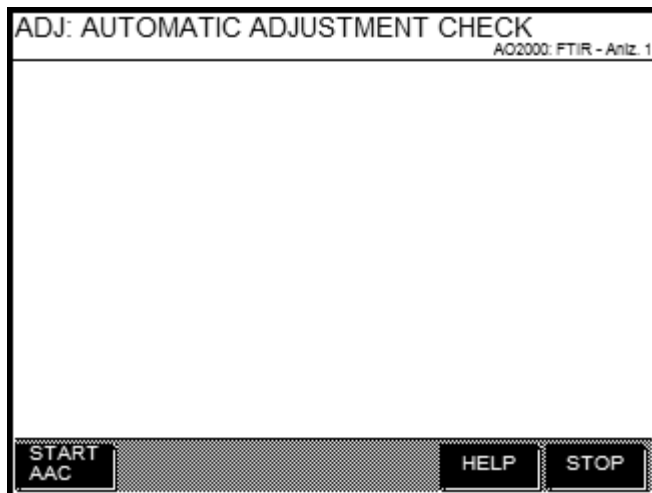 ADJ: AUTOMATIC ADJUSTMENT CHECK
AO2000: FTIR - Anlz. 1
START
AAC
HELP
STOP